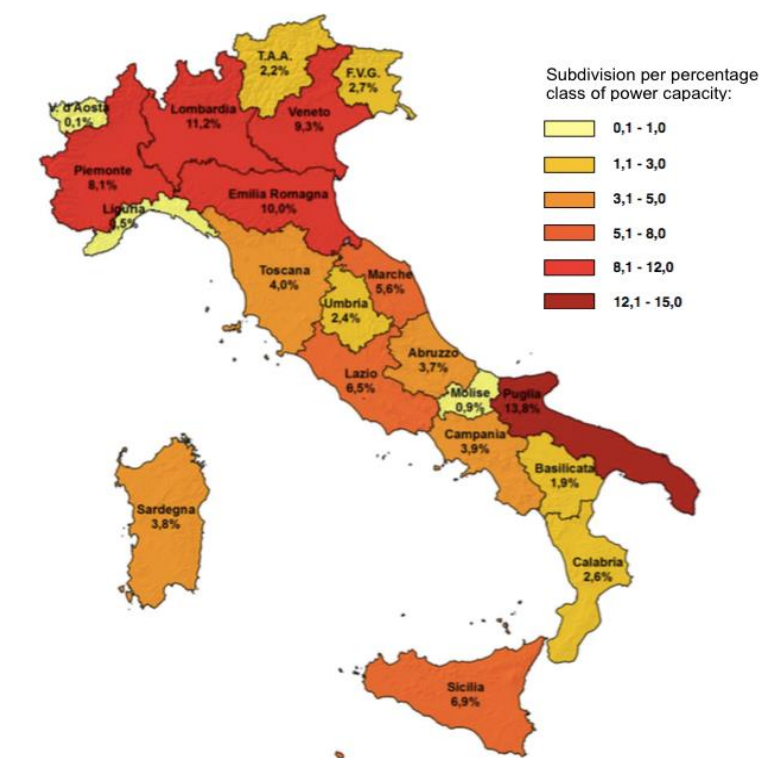 Subdivision per percentage
class of power capacity:
0,1 - 1,0
1,1 - 3,0
3,1 - 5,0
5,1 - 8,0
8,1 - 12,0
12,1 - 15,0
T.A.A.
2,2%
F.V.G.
2,7%
V. d'Aosta
0,1%
Lombardia
11,2%
Veneto
9,3%
Piemonte
8,1%
Emilia Romagna
10,0%
Liguria
0,5%
Toscana
4,0%
Marche
5,6%
Umbria
2,4%
Abruzzo
3,7%
Lazio
6,5%
Molise
0,9%
Puglia
13,8%
Campania
3,9%
Basilicata
1,9%
Sardegna
3,8%
Calabria
2,6%
Sicilia
6,9%